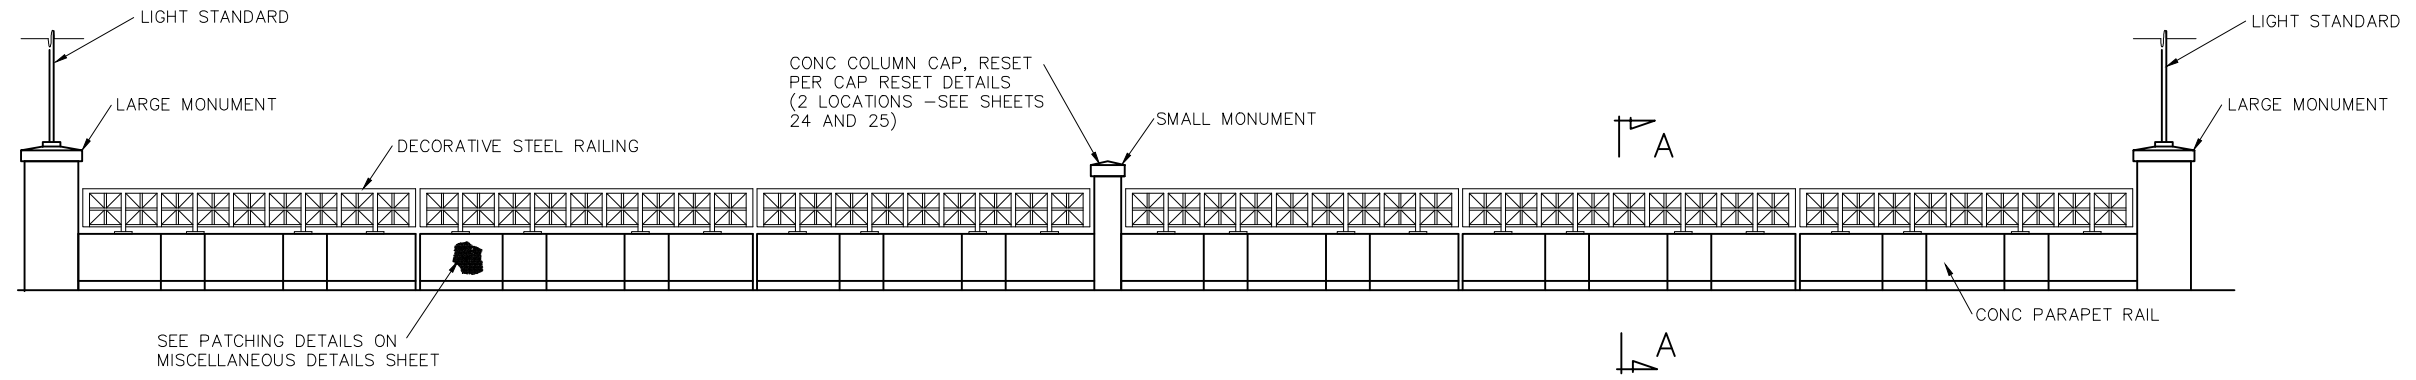 LIGHT STANDARD
LARGE MONUMENT
DECORATIVE STEEL RAILING
CONC COLUMN CAP, RESET
PER CAP RESET DETAILS
(2 LOCATIONS -SEE SHEETS
24 AND 25)
SMALL MONUMENT
A
LIGHT STANDARD
LARGE MONUMENT
SEE PATCHING DETAILS ON
MISCELLANEOUS DETAILS SHEET
A
CONC PARAPET RAIL